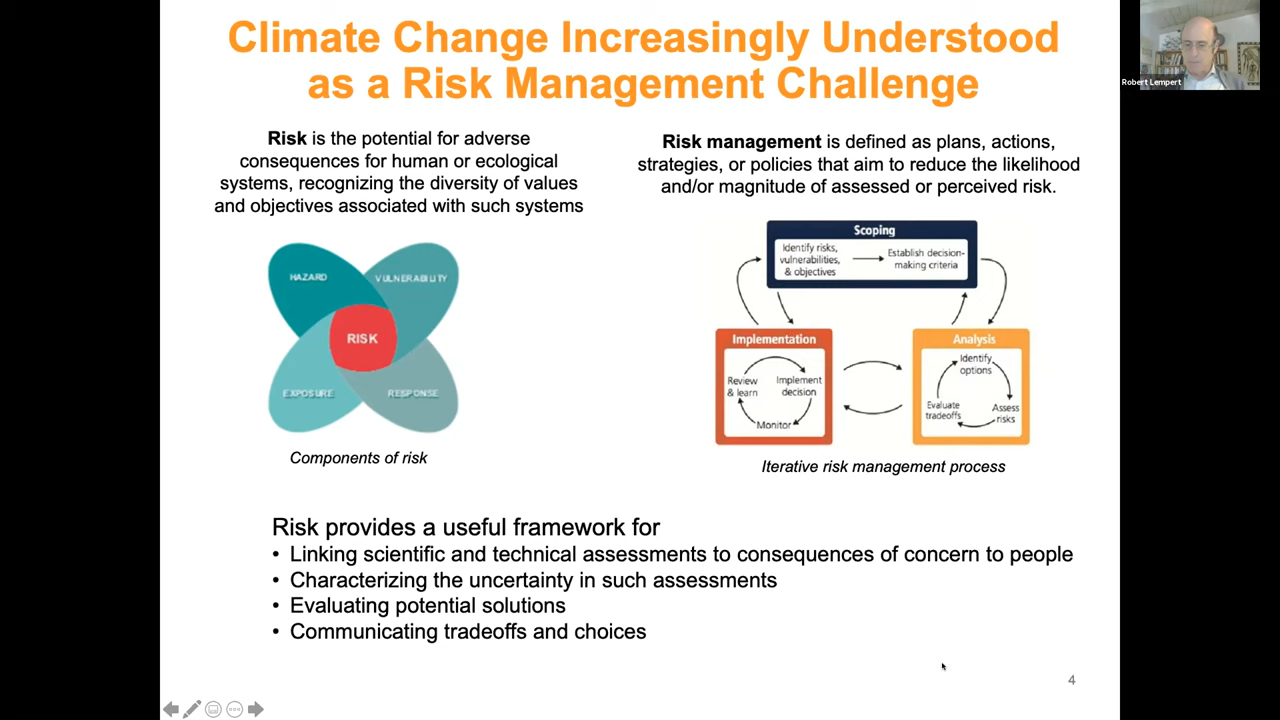 Climate Change Increasingly Understood
as a Risk Management Challenge
Robert Lempert
Risk is the potential for adverse
consequences for human or ecological
systems, recognizing the diversity of values
and objectives associated with such systems
Risk management is defined as plans, actions,
strategies, or policies that aim to reduce the likelihood
and/or magnitude of assessed or perceived risk.
HAZARD
VULNERABILITY
RISK
EXPOSURE
RESPONSE
Components of risk
Scoping
Identify risks,
vulnerabilities,
& objectives
Establish decision-
making criteria
Implementation
Review
& learn
Implement
decision
Monitor
Analysis
Identify
options
Evaluate
tradeoffs
Assess
risks
Iterative risk management process
Risk provides a useful framework for
• Linking scientific and technical assessments to consequences of concern to people
• Characterizing the uncertainty in such assessments
• Evaluating potential solutions
• Communicating tradeoffs and choices
4